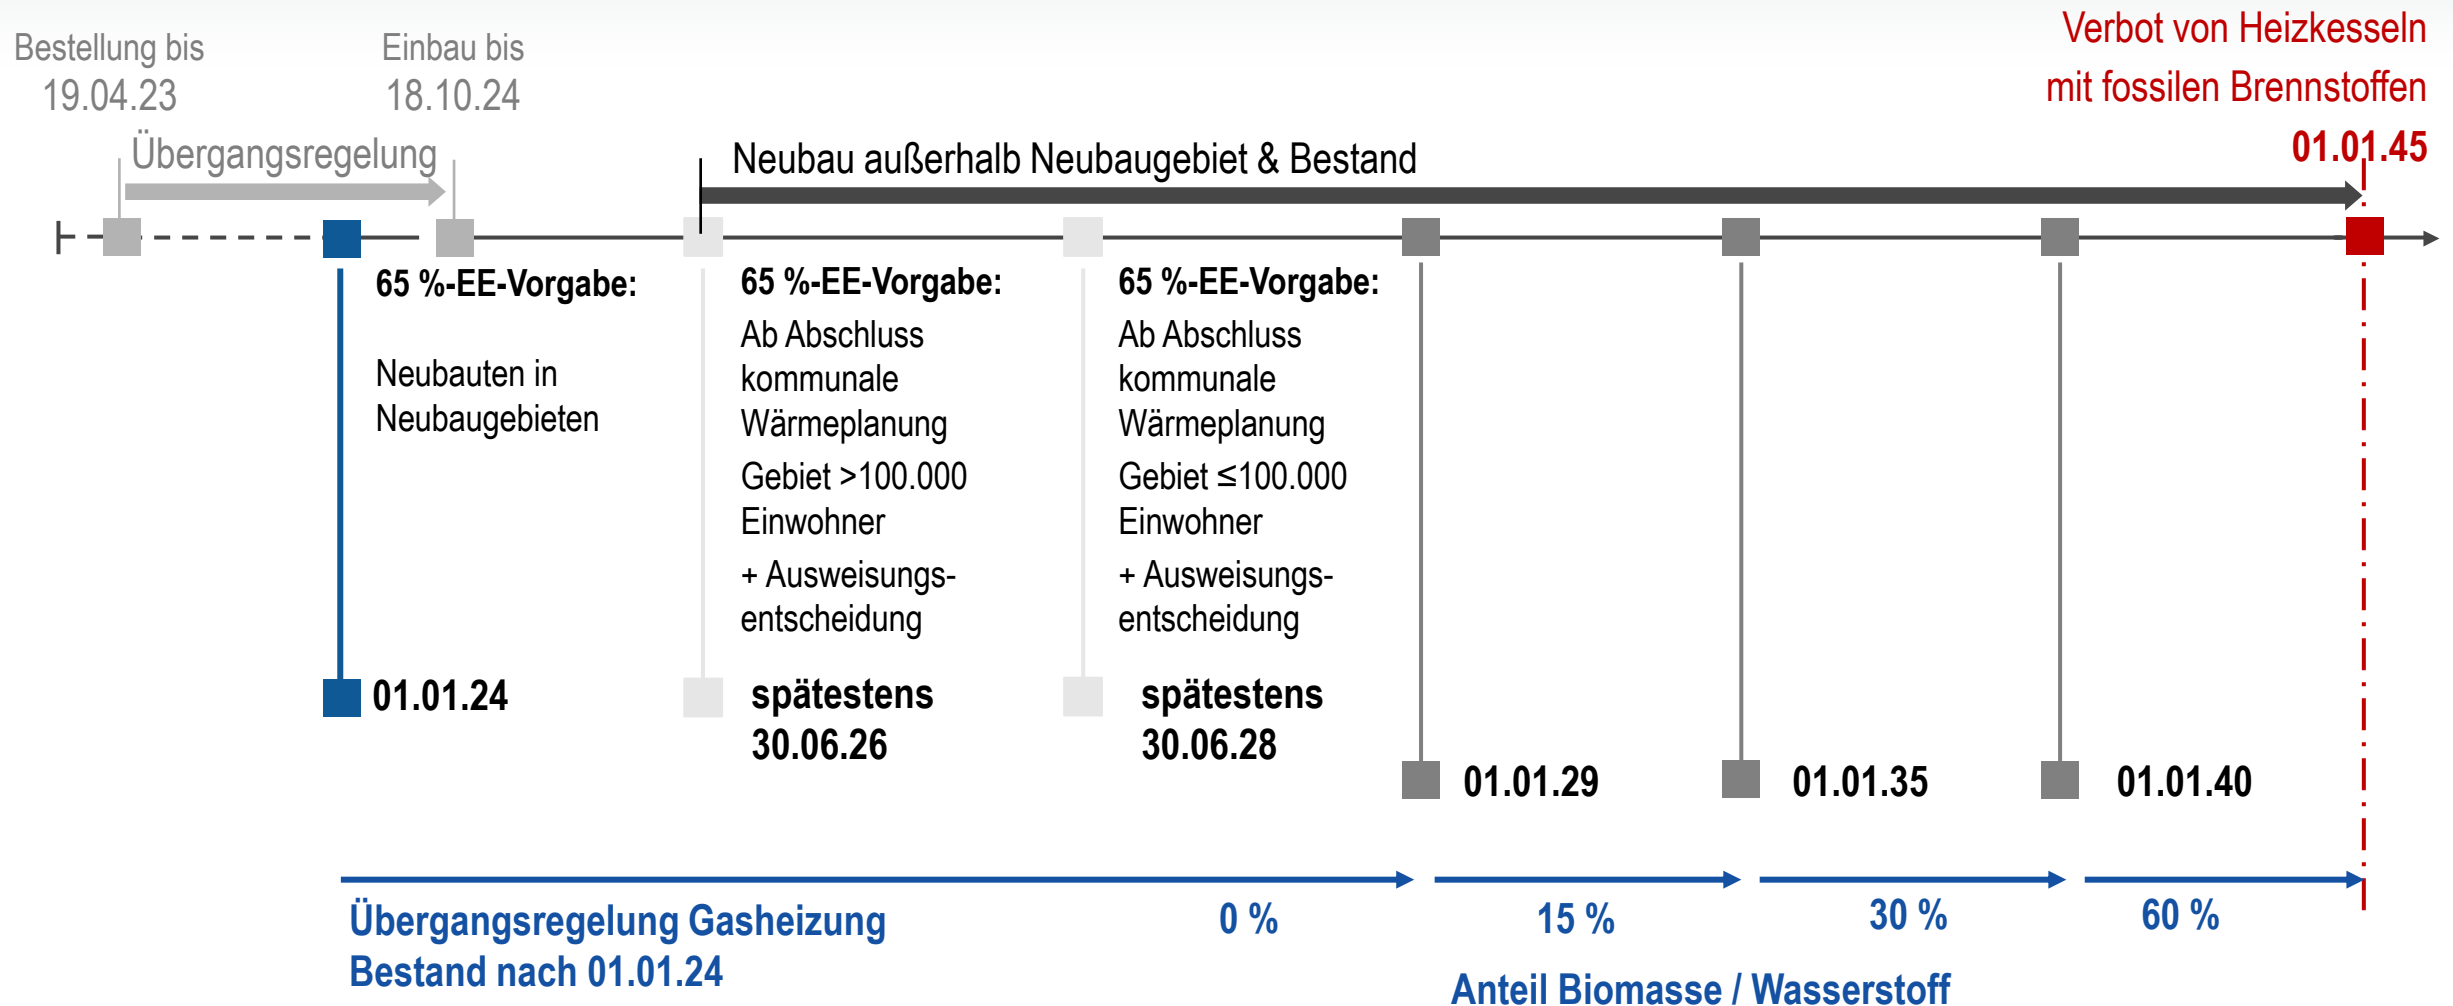 Bestellung bis
19.04.23
Einbau bis
18.10.24
Übergangsregelung
Verbot von Heizkesseln
mit fossilen Brennstoffen
01.01.45
Neubau außerhalb Neubaugebiet & Bestand
65 %-EE-Vorgabe:
Neubauten in
Neubaugebieten
01.01.24
65 %-EE-Vorgabe:
Ab Abschluss
kommunale
Wärmeplanung
Gebiet >100.000
Einwohner
+ Ausweisungs-
entscheidung
spätestens
30.06.26
65 %-EE-Vorgabe:
Ab Abschluss
kommunale
Wärmeplanung
Gebiet ≤100.000
Einwohner
+ Ausweisungs-
entscheidung
spätestens
30.06.28
01.01.29
01.01.35
01.01.40
Übergangsregelung Gasheizung
Bestand nach 01.01.24
0 %
15 %
30 %
60 %
Anteil Biomasse / Wasserstoff